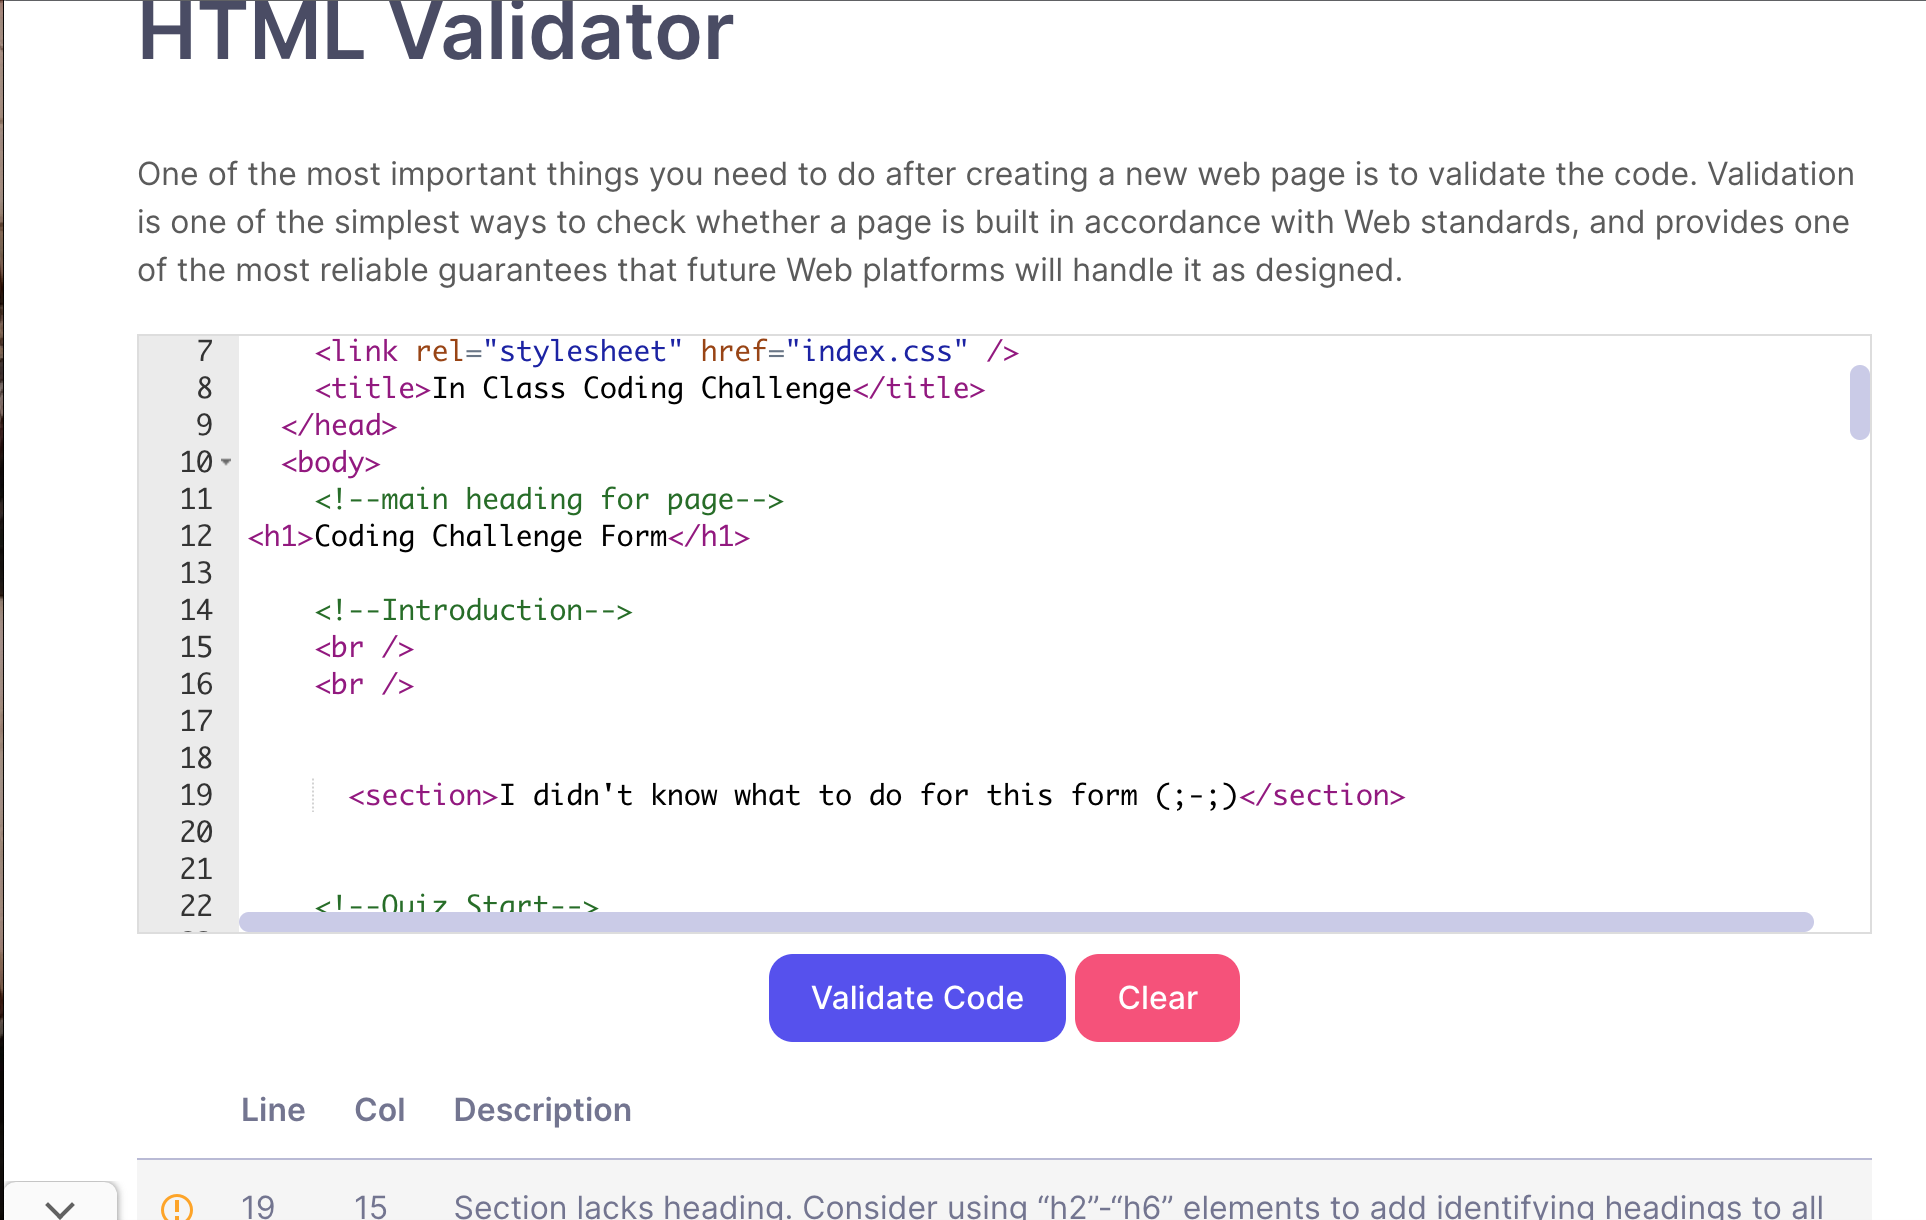 HTML Validator
One of the most important things you need to do after creating a new web page is to validate the code. Validation
is one of the simplest ways to check whether a page is built in accordance with Web standards, and provides one
of the most reliable guarantees that future Web platforms will handle it as designed.
7 <link rel="stylesheet" href="index.css" />
8 <title>In Class Coding Challenge</title>
9 </head>
10 <body>
11 <!--main heading for page-->
12 <h1>Coding Challenge Form</h1>
13
14 <!--Introduction-->
15 <br />
16 <br />
17
18
19 <section>I didn't know what to do for this form (;-;)</section>
20
21
22 <!--Quiz Start-->
Validate Code Clear
Line Col Description
19 15 Section lacks heading. Consider using “h2”-“h6” elements to add identifying headings to all